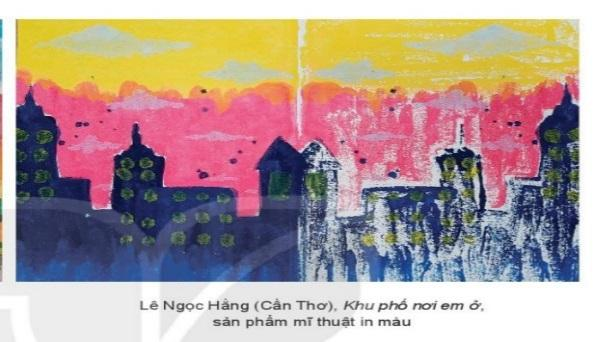 Lê Ngọc Hằng (Cần Thơ), Khu phố nơi em ở,
sản phẩm mĩ thuật in màu